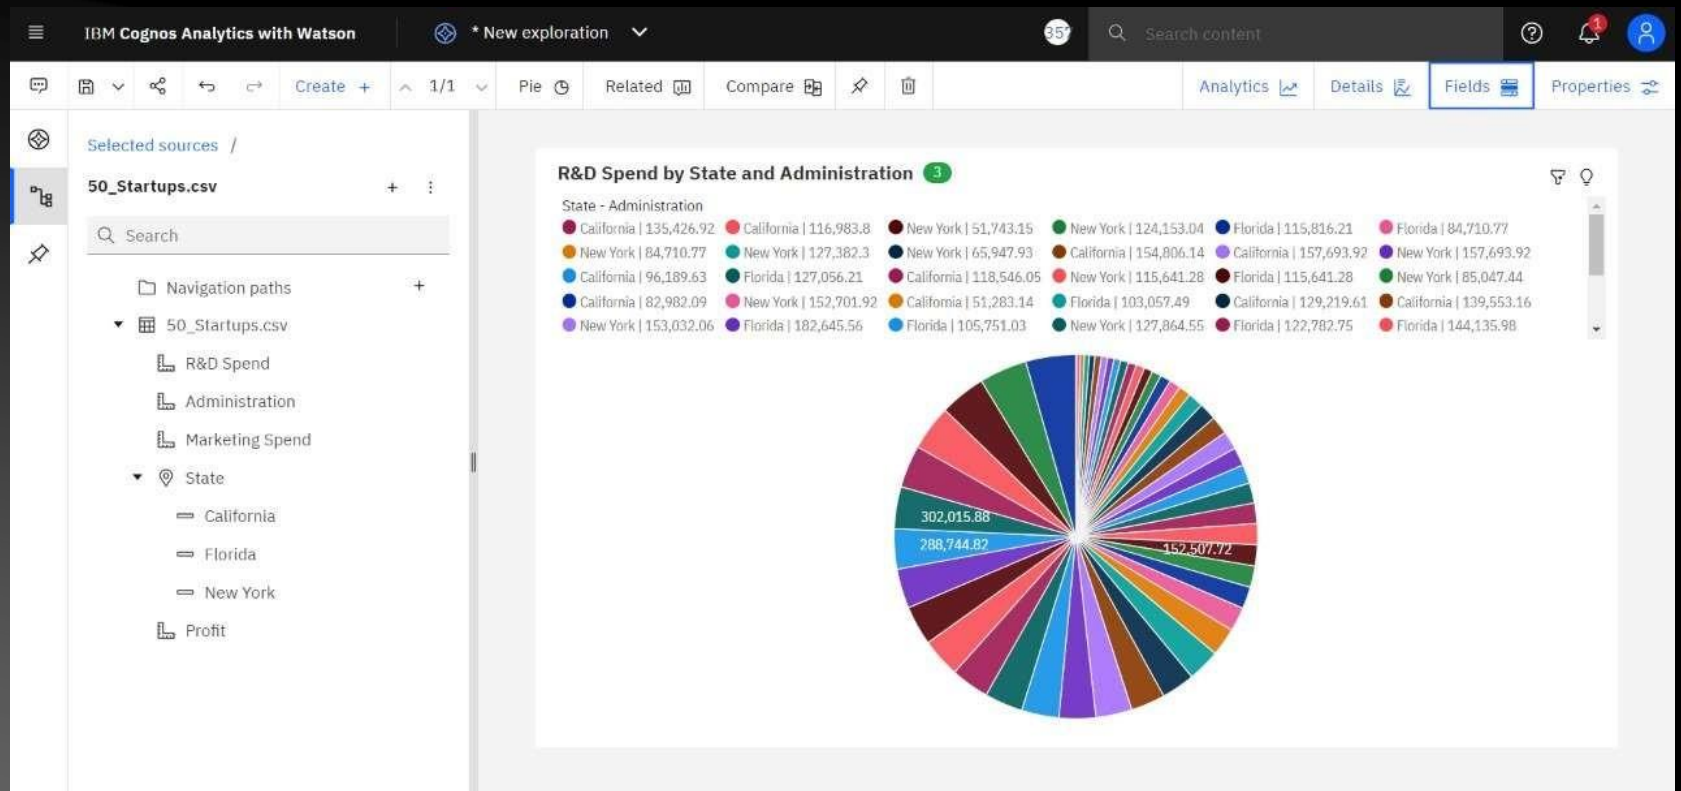 IBM Cognos Analytics with Watson
* New exploration
Search content
1
Create +
1/1
Pie
Related
Compare
Analytics
Details
Fields
Properties
Selected sources /
50_Startups.csv
Search
Navigation paths
50_Startups.csv
R&D Spend
Administration
Marketing Spend
State
California
Florida
New York
Profit
R&D Spend by State and Administration 3
State - Administration
California | 135,426.92 California | 116,983.8 New York | 51,743.15 New York | 124,153.04 Florida | 115,816.21 Florida | 84,710.77
New York | 84,710.77 New York | 127,382.3 New York | 65,947.93 California | 154,806.14 California | 157,693.92 New York | 157,693.92
California | 96,189.63 Florida | 127,056.21 California | 118,546.05 New York | 115,641.28 Florida | 115,641.28 New York | 85,047.44
California | 82,982.09 New York | 152,701.92 California | 51,283.14 Florida | 103,057.49 California | 129,219.61 California | 139,553.16
New York | 153,032.06 Florida | 182,645.56 Florida | 105,751.03 New York | 127,864.55 Florida | 122,782.75 Florida | 144,135.98
302,015.88
288,744.82
152,507.72